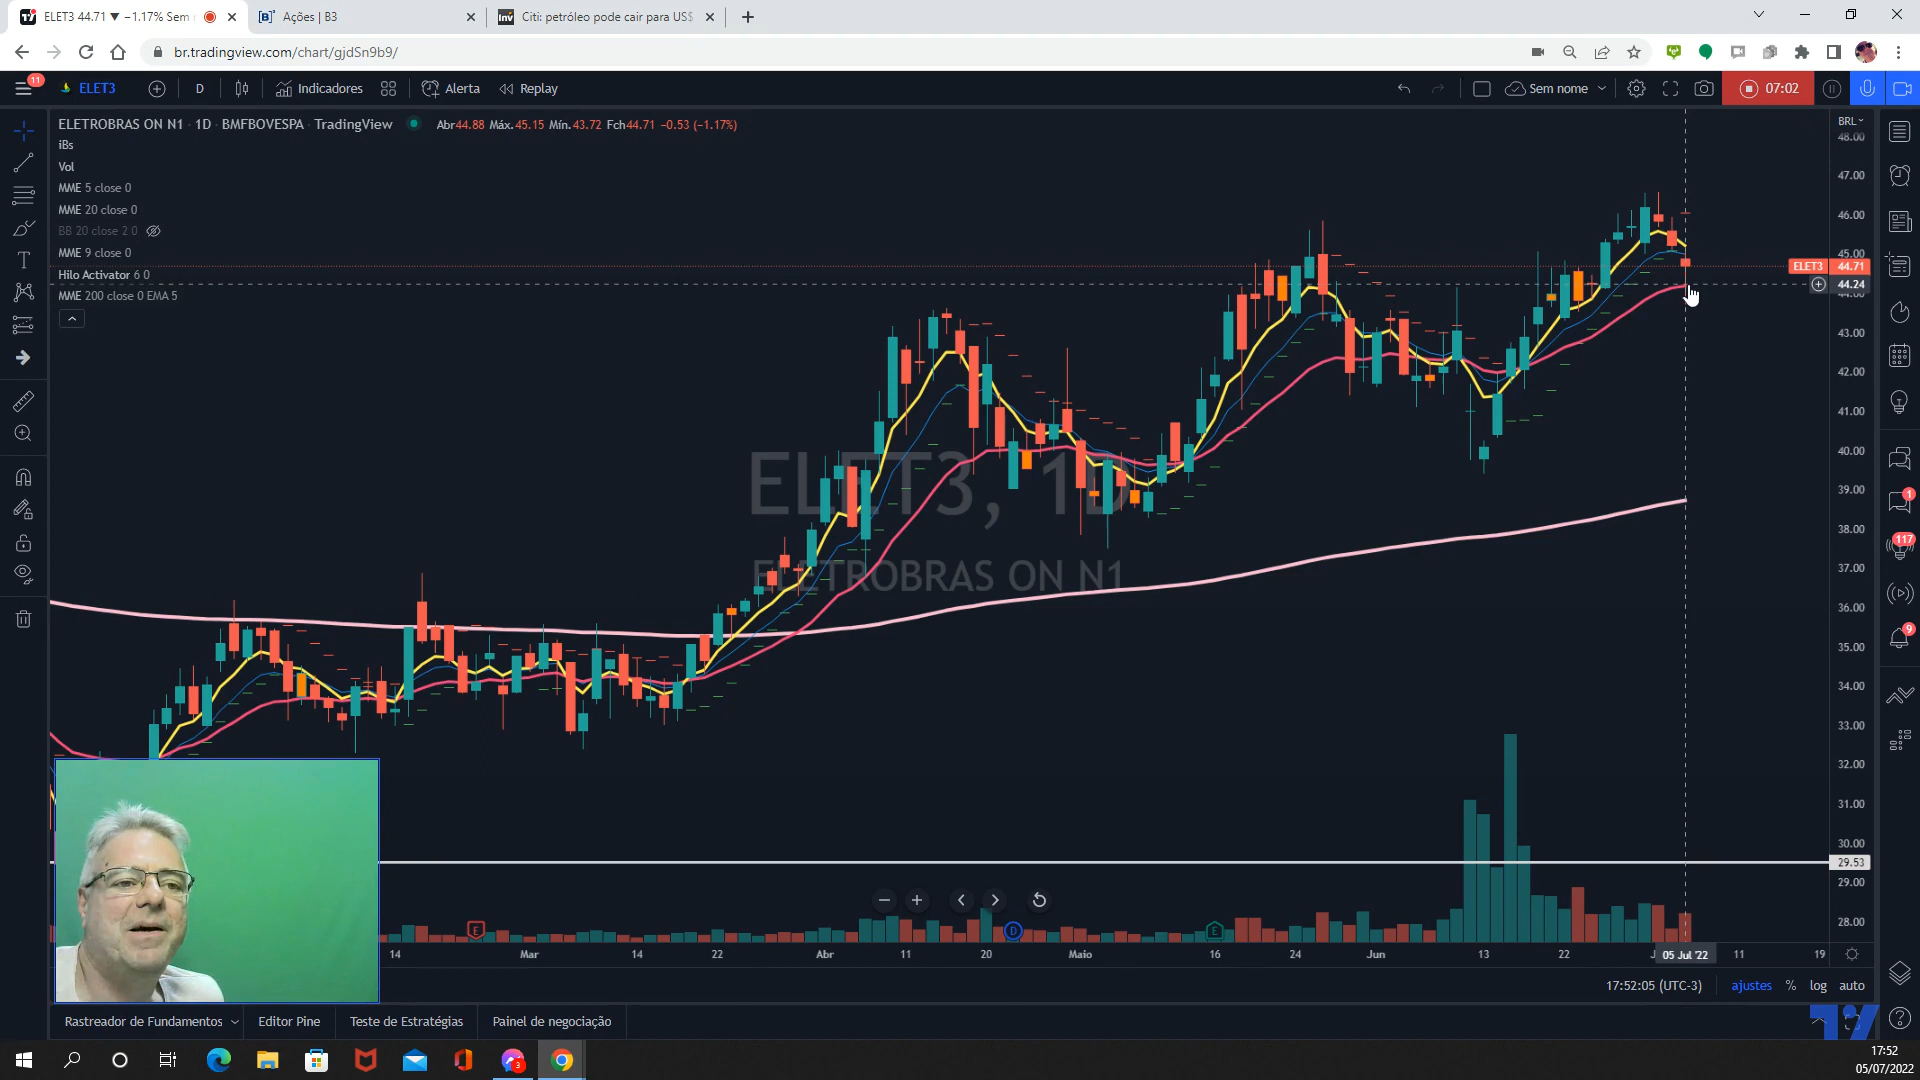 ELET3 44.71 ▼ −1.17% Sem
Ações | B3
Citi: petróleo pode cair para US$
br.tradingview.com/chart/gjdSn9b9/
11
ELET3
D
Indicadores
Alerta
Replay
Sem nome
07:02
ELETROBRAS ON N1 · 1D · BMFBOVESPA · TradingView
Abr44.88 Máx.45.15 Mín.43.72 Fch44.71 −0.53 (−1.17%)
iBs
Vol
MME 5 close 0
MME 20 close 0
BB 20 close 2 0
MME 9 close 0
Hilo Activator 6 0
MME 200 close 0 EMA 5
BRL
48.00
47.00
46.00
45.00
ELET3 44.71
44.24
43.00
42.00
41.00
40.00
39.00
38.00
37.00
36.00
35.00
34.00
33.00
32.00
31.00
30.00
29.53
29.00
28.00
ELET3, 1D
ELETROBRAS ON N1
E
D
E
14
Mar
14
22
Abr
11
20
Maio
16
24
Jun
13
22
05 Jul '22
11
19
1
117
9
17:52:05 (UTC-3)
ajustes
%
log
auto
Rastreador de Fundamentos
Editor Pine
Teste de Estratégias
Painel de negociação
3
17:52
05/07/2022